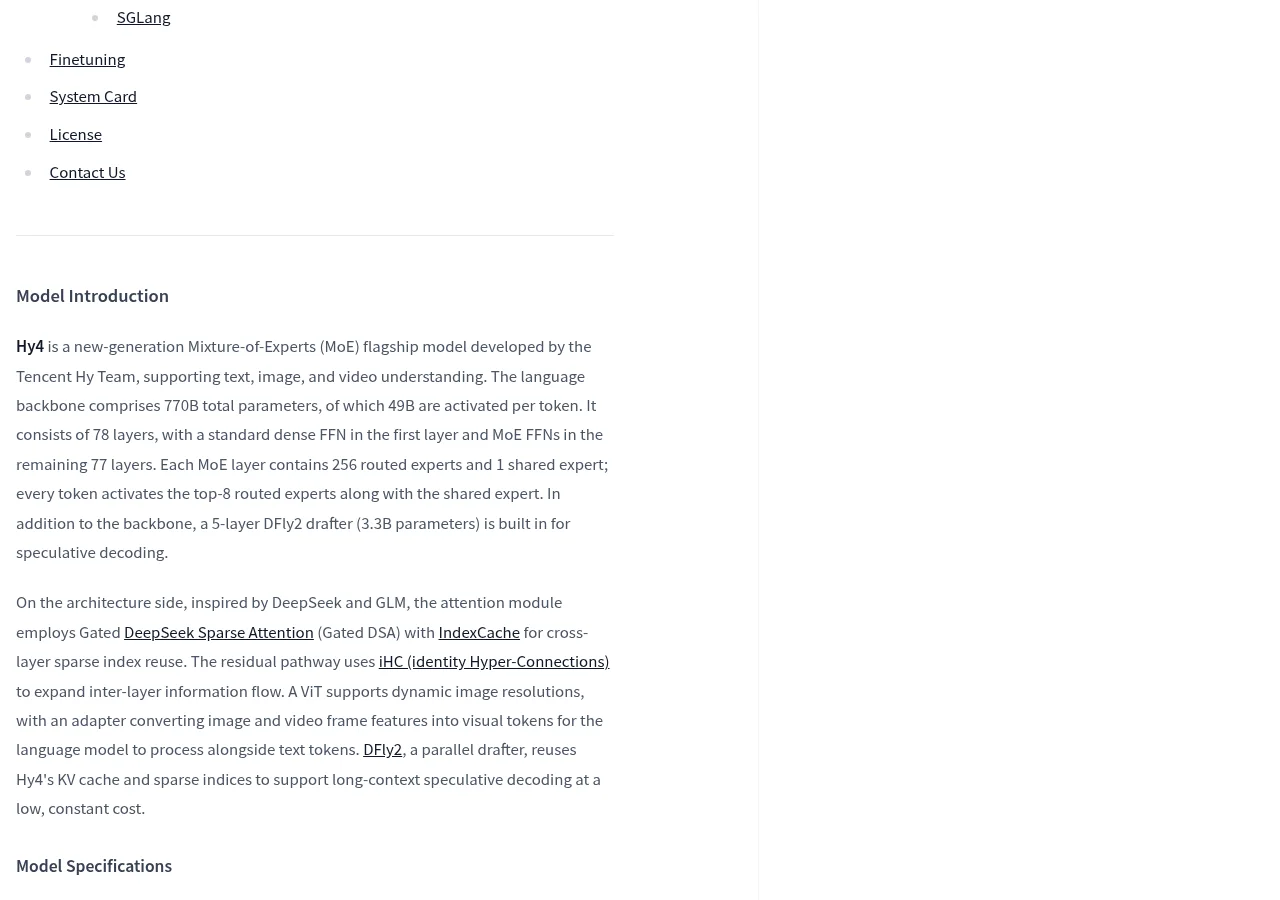 SGLang
Finetuning
System Card
License
Contact Us
Model Introduction
Hy4 is a new-generation Mixture-of-Experts (MoE) flagship model developed by the
Tencent Hy Team, supporting text, image, and video understanding. The language
backbone comprises 770B total parameters, of which 49B are activated per token. It
consists of 78 layers, with a standard dense FFN in the first layer and MoE FFNs in the
remaining 77 layers. Each MoE layer contains 256 routed experts and 1 shared expert;
every token activates the top-8 routed experts along with the shared expert. In
addition to the backbone, a 5-layer DFly2 drafter (3.3B parameters) is built in for
speculative decoding.
On the architecture side, inspired by DeepSeek and GLM, the attention module
employs Gated DeepSeek Sparse Attention (Gated DSA) with IndexCache for cross-
layer sparse index reuse. The residual pathway uses iHC (identity Hyper-Connections)
to expand inter-layer information flow. A ViT supports dynamic image resolutions,
with an adapter converting image and video frame features into visual tokens for the
language model to process alongside text tokens. DFly2, a parallel drafter, reuses
Hy4's KV cache and sparse indices to support long-context speculative decoding at a
low, constant cost.
Model Specifications